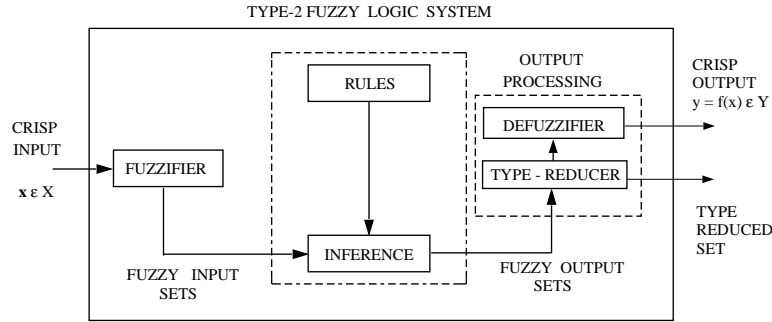 TYPE-2 FUZZY LOGIC SYSTEM
CRISP
INPUT
x ε X
FUZZIFIER
FUZZY INPUT
SETS
RULES
INFERENCE
OUTPUT
PROCESSING
DEFUZZIFIER
TYPE - REDUCER
FUZZY OUTPUT
SETS
CRISP
OUTPUT
y = f(x) ε Y
TYPE
REDUCED
SET